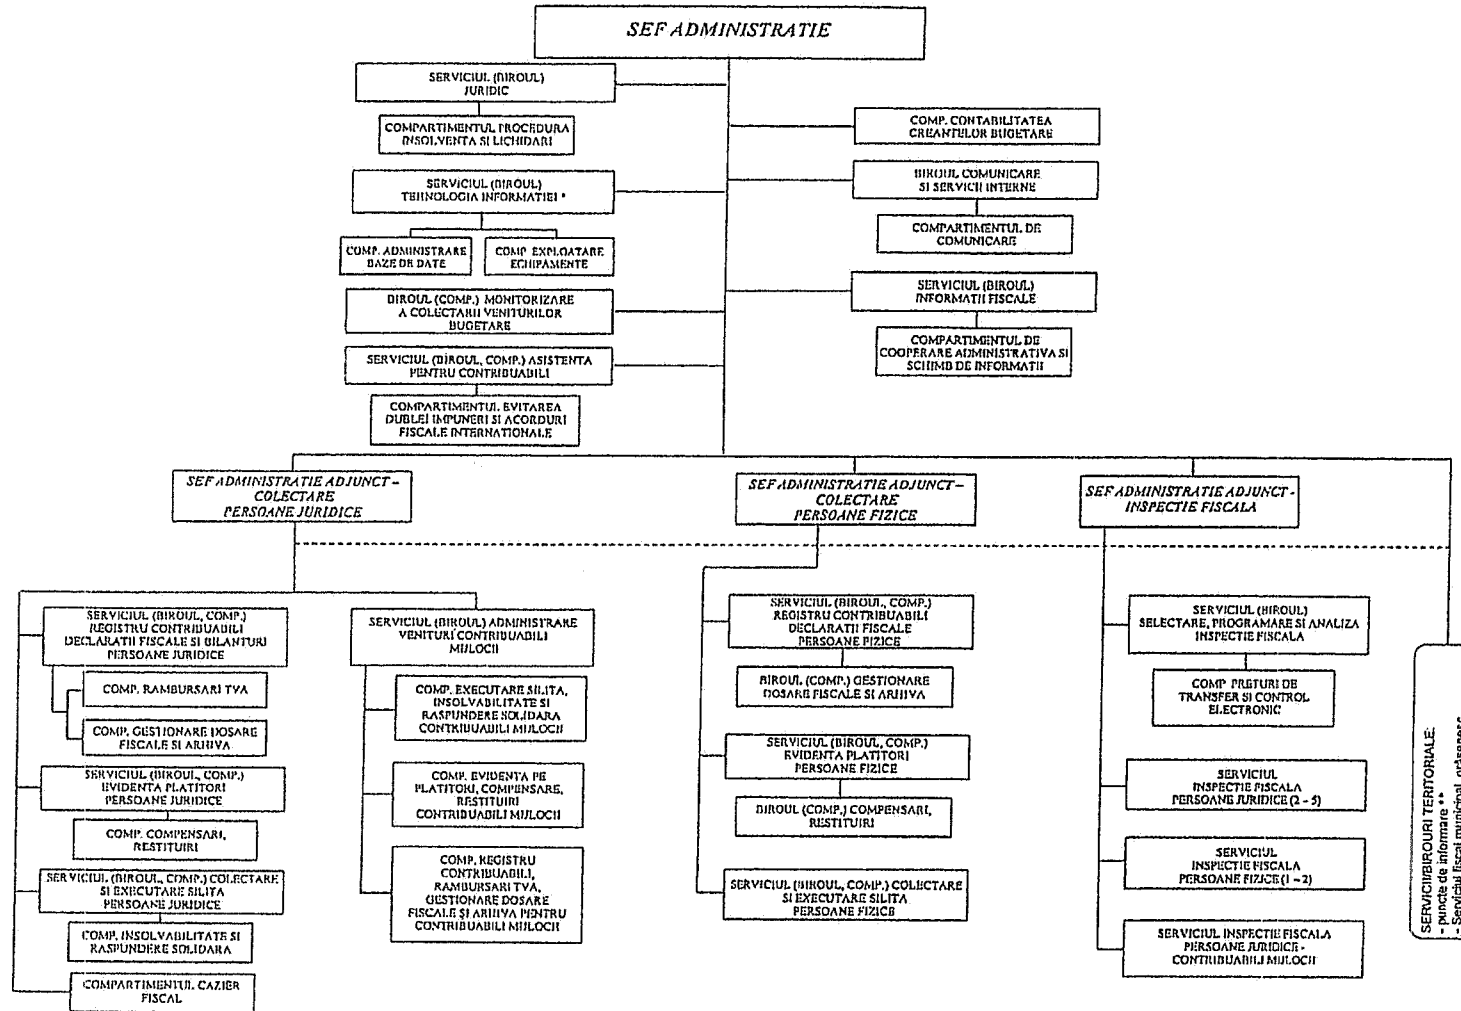 SEF ADMINISTRATIE
SERVICIUL (BIROUL)
JURIDIC
COMPARTIMENTUL PROCEDURA
INSOLVENTA SI LICHIDARI
SERVICIUL (BIROUL)
TEHNOLOGIA INFORMATIEI *
COMP. ADMINISTRARE
BAZE DE DATE
COMP EXPLOATARE
ECHIPAMENTE
BIROUL (COMP.) MONITORIZARE
A COLECTARII VENITURILOR
BUGETARE
SERVICIUL (BIROUL, COMP.) ASISTENTA
PENTRU CONTRIBUABILI
COMPARTIMENTUL EVITAREA
DUBLEI IMPUNERI SI ACORDURI
FISCALE INTERNATIONALE
COMP. CONTABILITATEA
CREANTELOR BUGETARE
BIROUL COMUNICARE
SI SERVICII INTERNE
COMPARTIMENTUL DE
COMUNICARE
SERVICIUL (BIROUL)
INFORMATII FISCALE
COMPARTIMENTUL DE
COOPERARE ADMINISTRATIVA SI
SCHIMB DE INFORMATII
SEF ADMINISTRATIE ADJUNCT –
COLECTARE
PERSOANE JURIDICE
SEF ADMINISTRATIE ADJUNCT –
COLECTARE
PERSOANE FIZICE
SEF ADMINISTRATIE ADJUNCT -
INSPECTIE FISCALA
SERVICIUL (BIROUL, COMP.)
REGISTRU CONTRIBUABILI
DECLARATII FISCALE SI BILANTURI
PERSOANE JURIDICE
COMP. RAMBURSARI TVA
COMP. GESTIONARE DOSARE
FISCALE SI ARHIVA
SERVICIUL (BIROUL, COMP.)
EVIDENTA PLATITORI
PERSOANE JURIDICE
COMP. COMPENSARI,
RESTITUIRI
SERVICIUL (BIROUL, COMP.) COLECTARE
SI EXECUTARE SILITA
PERSOANE JURIDICE
COMP. INSOLVABILITATE SI
RASPUNDERE SOLIDARA
COMPARTIMENTUL CAZIER
FISCAL
SERVICIUL (BIROUL) ADMINISTRARE
VENITURI CONTRIBUABILI
MIJLOCII
COMP. EXECUTARE SILITA,
INSOLVABILITATE SI
RASPUNDERE SOLIDARA
CONTRIBUABILI MIJLOCII
COMP. EVIDENTA PE
PLATITORI, COMPENSARE,
RESTITUIRI
CONTRIBUABILI MIJLOCII
COMP. REGISTRU
CONTRIBUABILI,
RAMBURSARI TVA,
GESTIONARE DOSARE
FISCALE ŞI ARHIVA PENTRU
CONTRIBUABILI MIJLOCII
SERVICIUL (BIROUL, COMP.)
REGISTRU CONTRIBUABILI
DECLARATII FISCALE
PERSOANE FIZICE
BIROUL (COMP.) GESTIONARE
DOSARE FISCALE SI ARHIVA
SERVICIUL (BIROUL, COMP.)
EVIDENTA PLATITORI
PERSOANE FIZICE
BIROUL (COMP.) COMPENSARI,
RESTITUIRI
SERVICIUL (BIROUL, COMP.) COLECTARE
SI EXECUTARE SILITA
PERSOANE FIZICE
SERVICIUL (BIROUL)
SELECTARE, PROGRAMARE SI ANALIZA
INSPECTIE FISCALA
COMP PRETURI DE
TRANSFER SI CONTROL
ELECTRONIC
SERVICIUL
INSPECTIE FISCALA
PERSOANE JURIDICE (2 – 5)
SERVICIUL
INSPECTIE FISCALA
PERSOANE FIZICE (1 – 2)
SERVICIUL INSPECTIE FISCALA
PERSOANE JURIDICE -
CONTRIBUABILI MIJLOCII
SERVICII/BIROURI TERITORIALE:
- puncte de informare **
- Serviciul fiscal municipal,